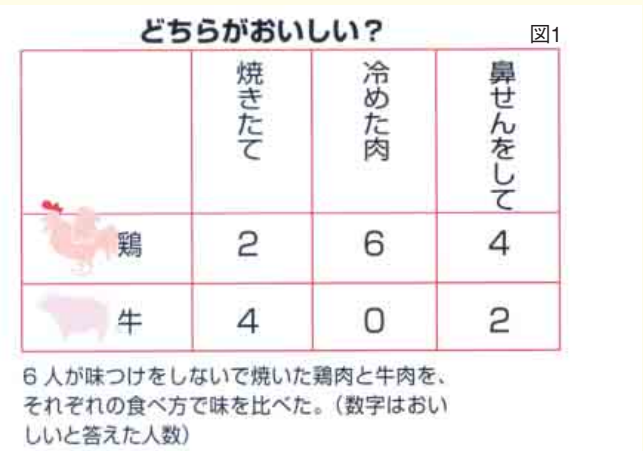 どちらがおいしい?
図1
焼きたて
冷めた肉
鼻せんをして
鶏 2 6 4
牛 4 0 2
6人が味つけをしないで焼いた鶏肉と牛肉を、
それぞれの食べ方で味を比べた。(数字はおい
しいと答えた人数)